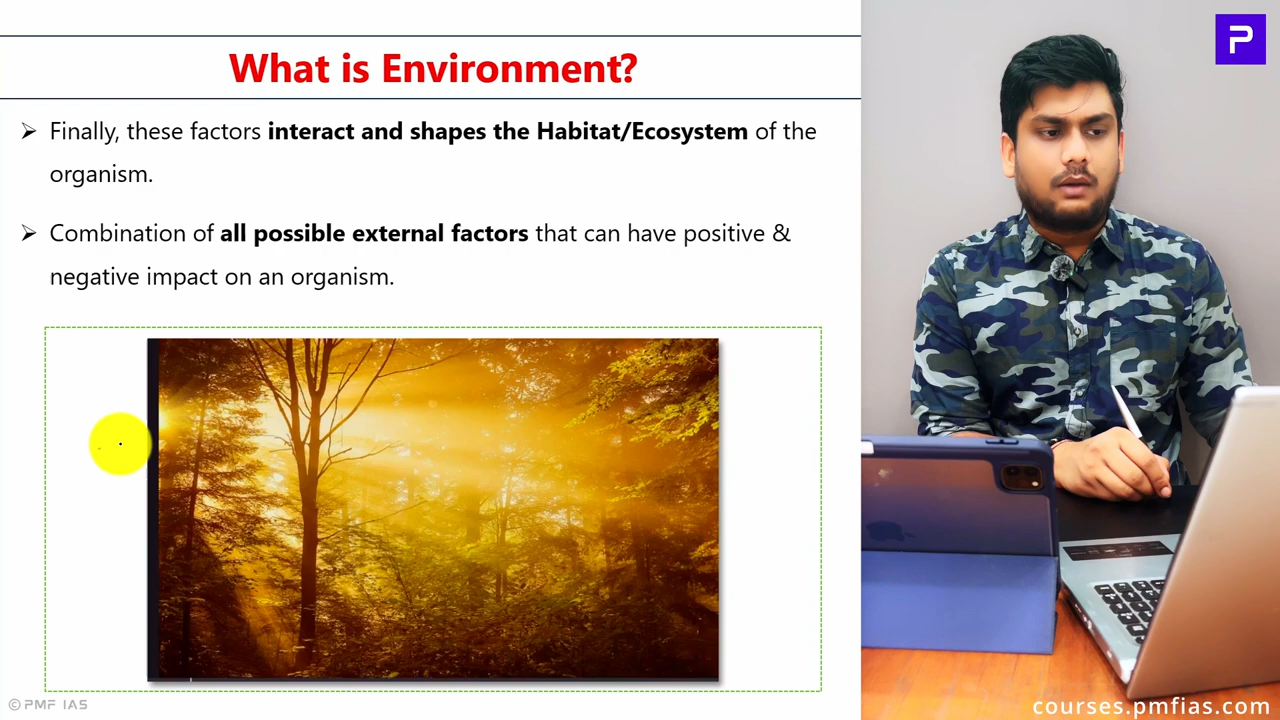 What is Environment?
➢ Finally, these factors interact and shapes the Habitat/Ecosystem of the
organism.
➢ Combination of all possible external factors that can have positive &
negative impact on an organism.
P
© PMF IAS
courses.pmfias.com